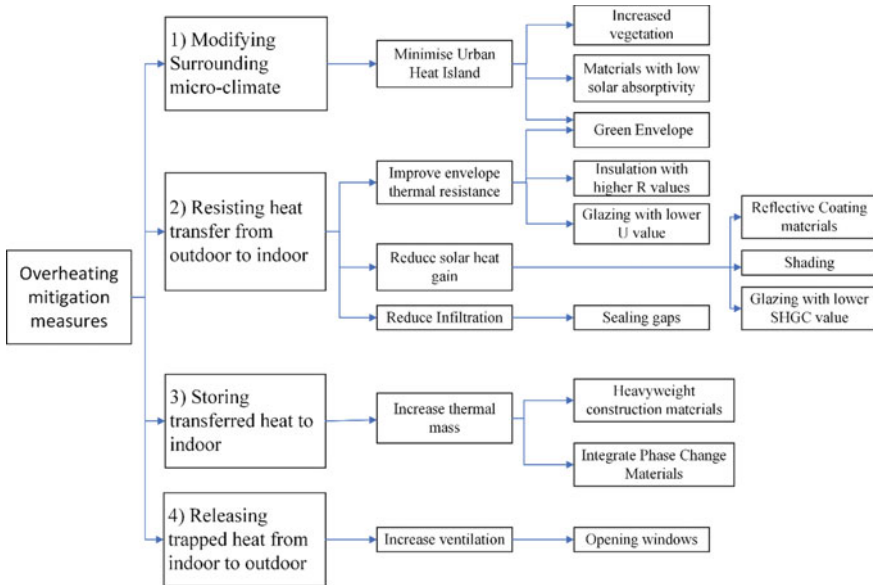 Overheating
mitigation
measures
1) Modifying
Surrounding
micro-climate
Minimise Urban
Heat Island
Increased
vegetation
Materials with low
solar absorptivity
Green Envelope
2) Resisting heat
transfer from
outdoor to indoor
Improve envelope
thermal resistance
Insulation with
higher R values
Glazing with lower
U value
Reduce solar heat
gain
Reflective Coating
materials
Shading
Glazing with lower
SHGC value
Reduce Infiltration
Sealing gaps
3) Storing
transferred heat to
indoor
Increase thermal
mass
Heavyweight
construction materials
Integrate Phase Change
Materials
4) Releasing
trapped heat from
indoor to outdoor
Increase ventilation
Opening windows